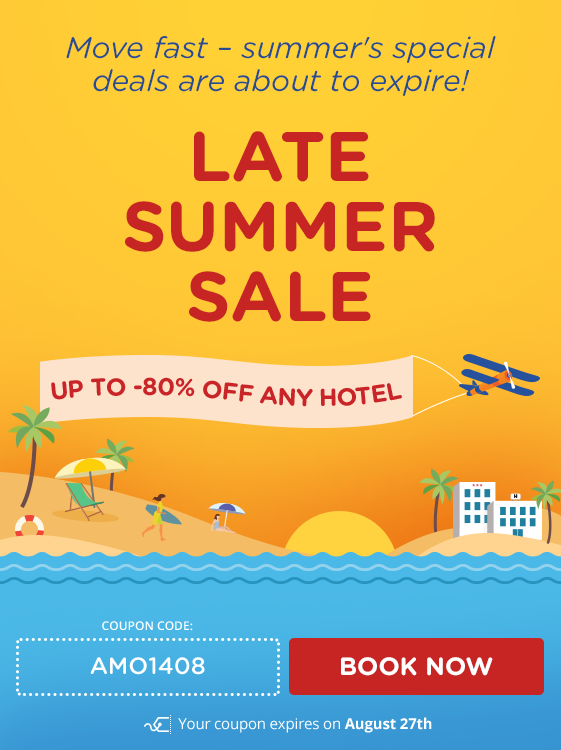 Move fast – summer's special
deals are about to expire!
LATE
SUMMER
SALE
UP TO -80% OFF ANY HOTEL
H
COUPON CODE:
AMO1408
BOOK NOW
Your coupon expires on August 27th